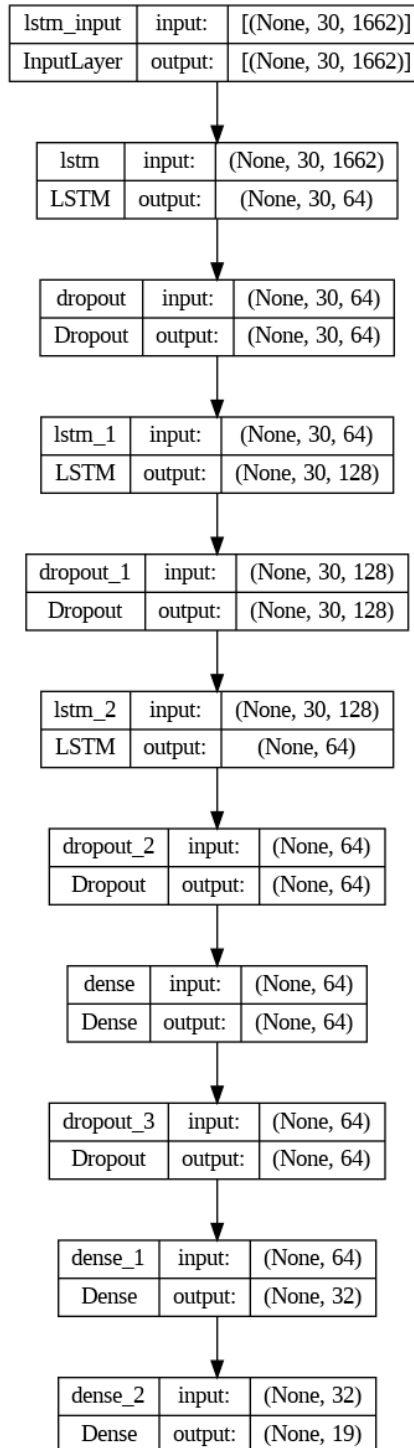 lstm_input input: [(None, 30, 1662)]
InputLayer output: [(None, 30, 1662)]
lstm input: (None, 30, 1662)
LSTM output: (None, 30, 64)
dropout input: (None, 30, 64)
Dropout output: (None, 30, 64)
lstm_1 input: (None, 30, 64)
LSTM output: (None, 30, 128)
dropout_1 input: (None, 30, 128)
Dropout output: (None, 30, 128)
lstm_2 input: (None, 30, 128)
LSTM output: (None, 64)
dropout_2 input: (None, 64)
Dropout output: (None, 64)
dense input: (None, 64)
Dense output: (None, 64)
dropout_3 input: (None, 64)
Dropout output: (None, 64)
dense_1 input: (None, 64)
Dense output: (None, 32)
dense_2 input: (None, 32)
Dense output: (None, 19)